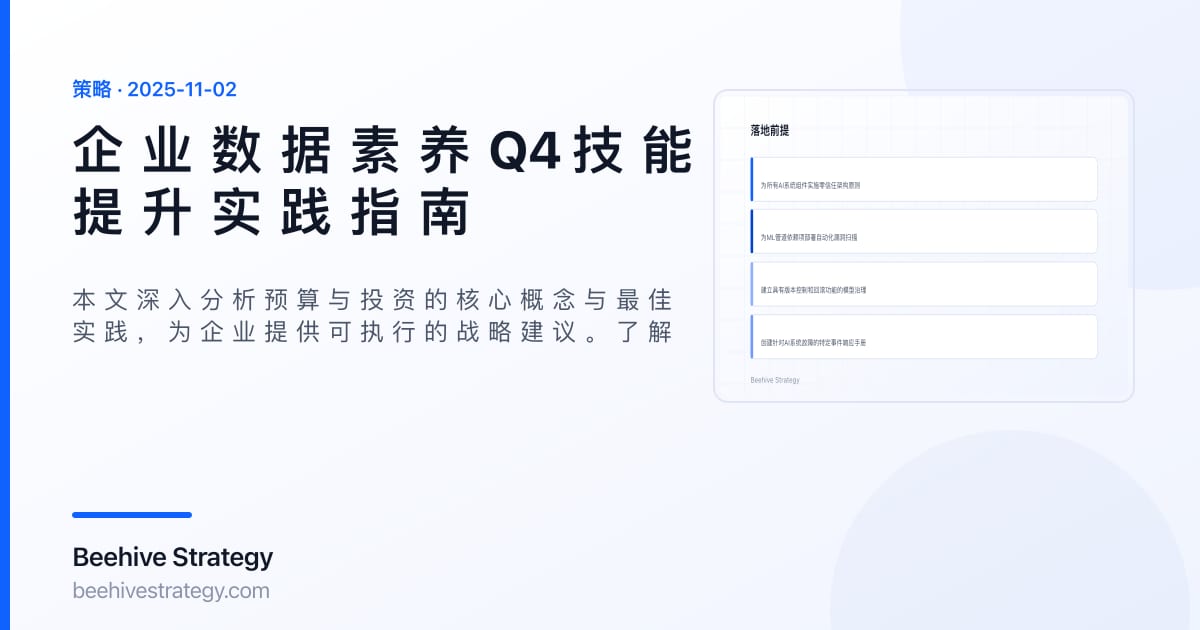 策略 · 2025-11-02
企业数据素养Q4技能
提升实践指南
本文深入分析预算与投资的核心概念与最佳
实践，为企业提供可执行的战略建议。了解
落地前提
为所有AI系统组件实施零信任架构原则
为ML管道依赖项部署自动化漏洞扫描
建立具有版本控制和回滚功能的模型治理
创建针对AI系统故障的特定事件响应手册
Beehive Strategy
Beehive Strategy
beehivestrategy.com